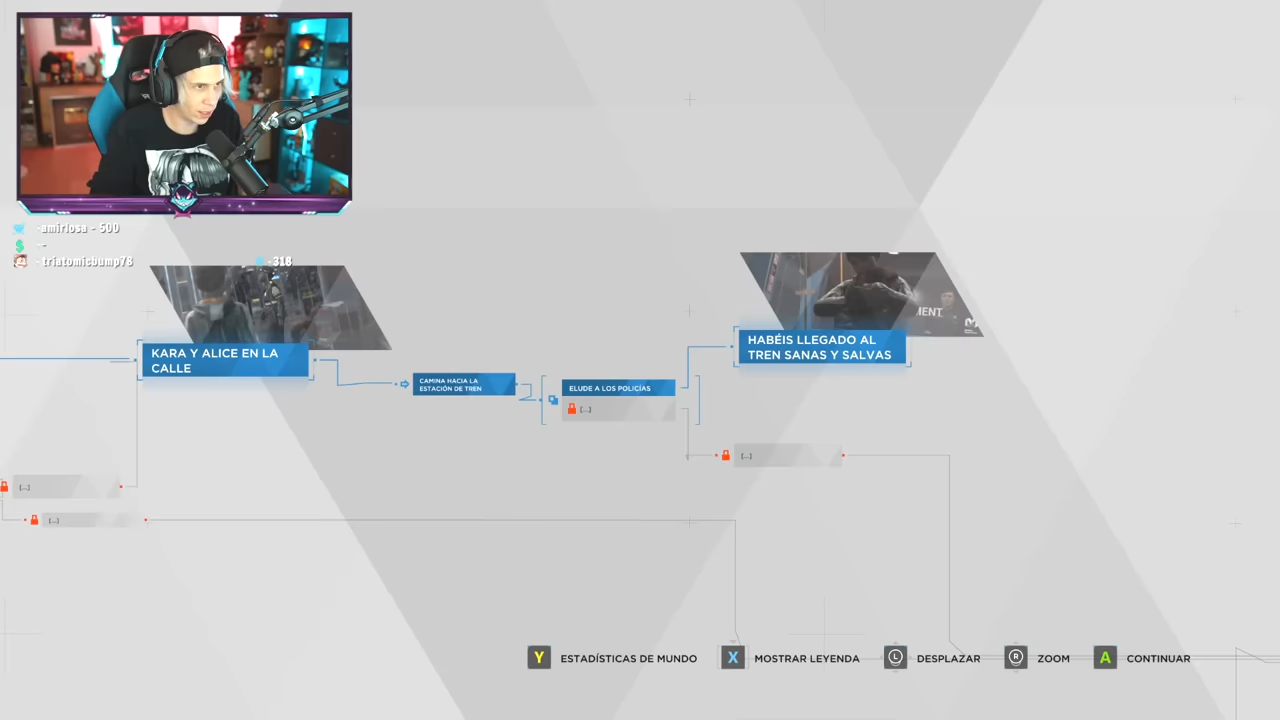 -amirlosa - 500
--
-triatomicbump78
-318
KARA Y ALICE EN LA
CALLE
CAMINA HACIA LA
ESTACIÓN DE TREN
ELUDE A LOS POLICÍAS
[...]
HABÉIS LLEGADO AL
TREN SANAS Y SALVAS
[...]
[...]
[...]
Y ESTADÍSTICAS DE MUNDO
X MOSTRAR LEYENDA
L DESPLAZAR
R ZOOM
A CONTINUAR